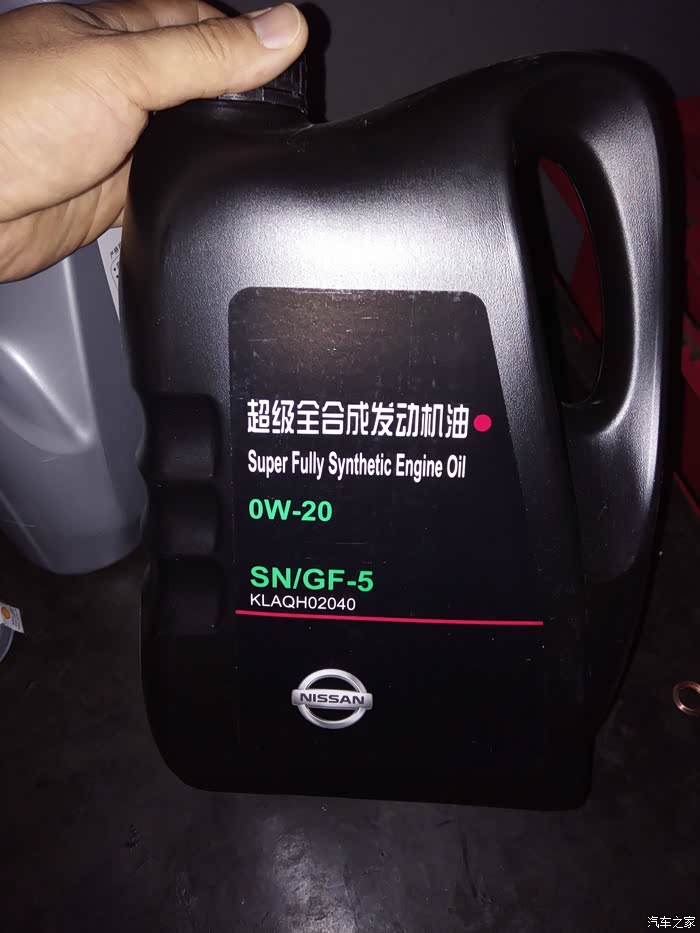 超级全合成发动机油
Super Fully Synthetic Engine Oil
0W-20
SN/GF-5
KLAQH02040
NISSAN
汽车之家